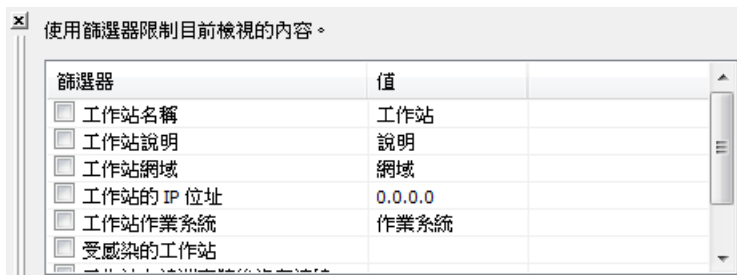 使用篩選器限制目前檢視的內容。
篩選器 值
工作站名稱 工作站
工作站說明 說明
工作站網域 網域
工作站的 IP 位址 0.0.0.0
工作站作業系統 作業系統
受感染的工作站